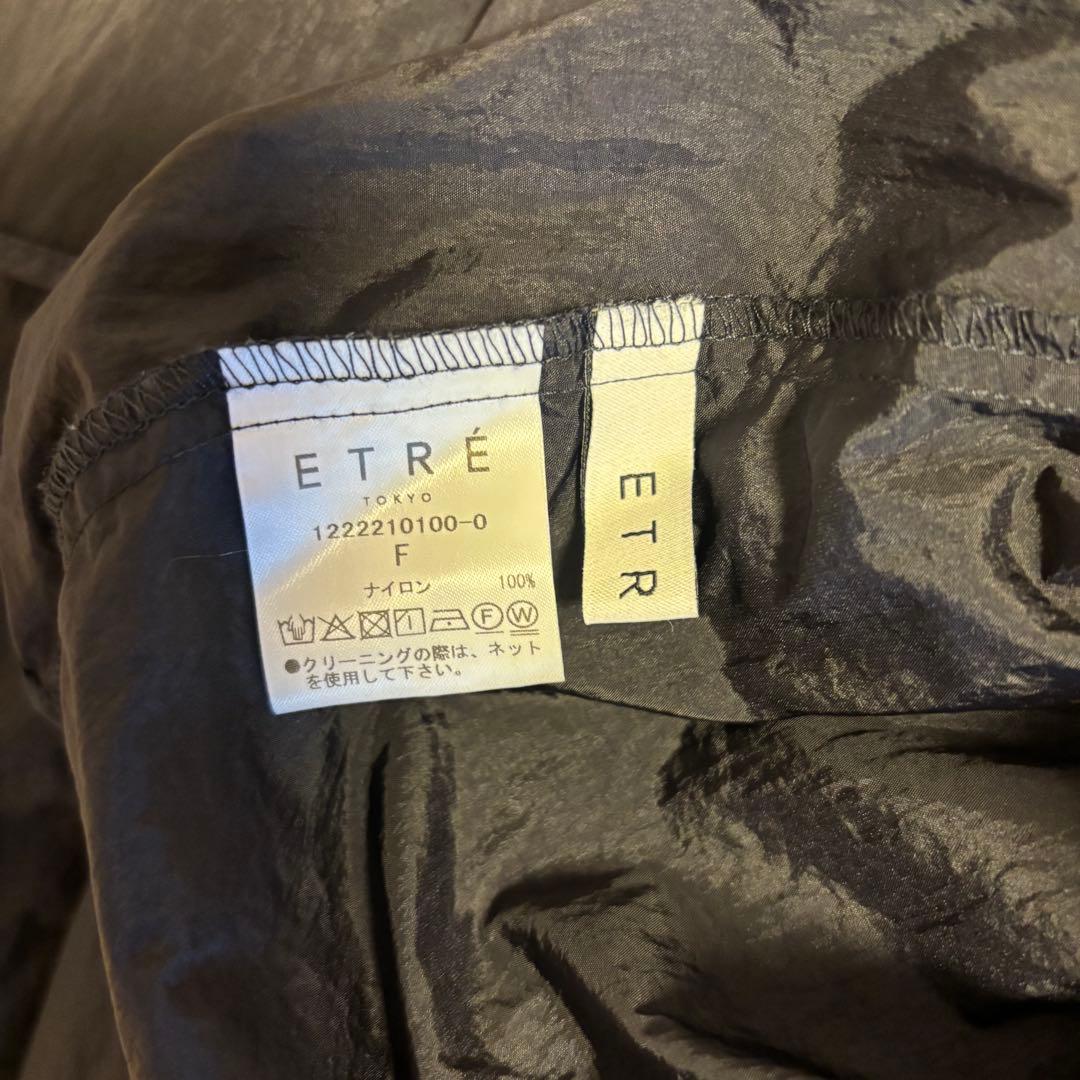 ETRÉ
TOKYO
1222210100-0
F
ナイロン 100%
F W
●クリーニングの際は、ネット
を使用して下さい。
ETR